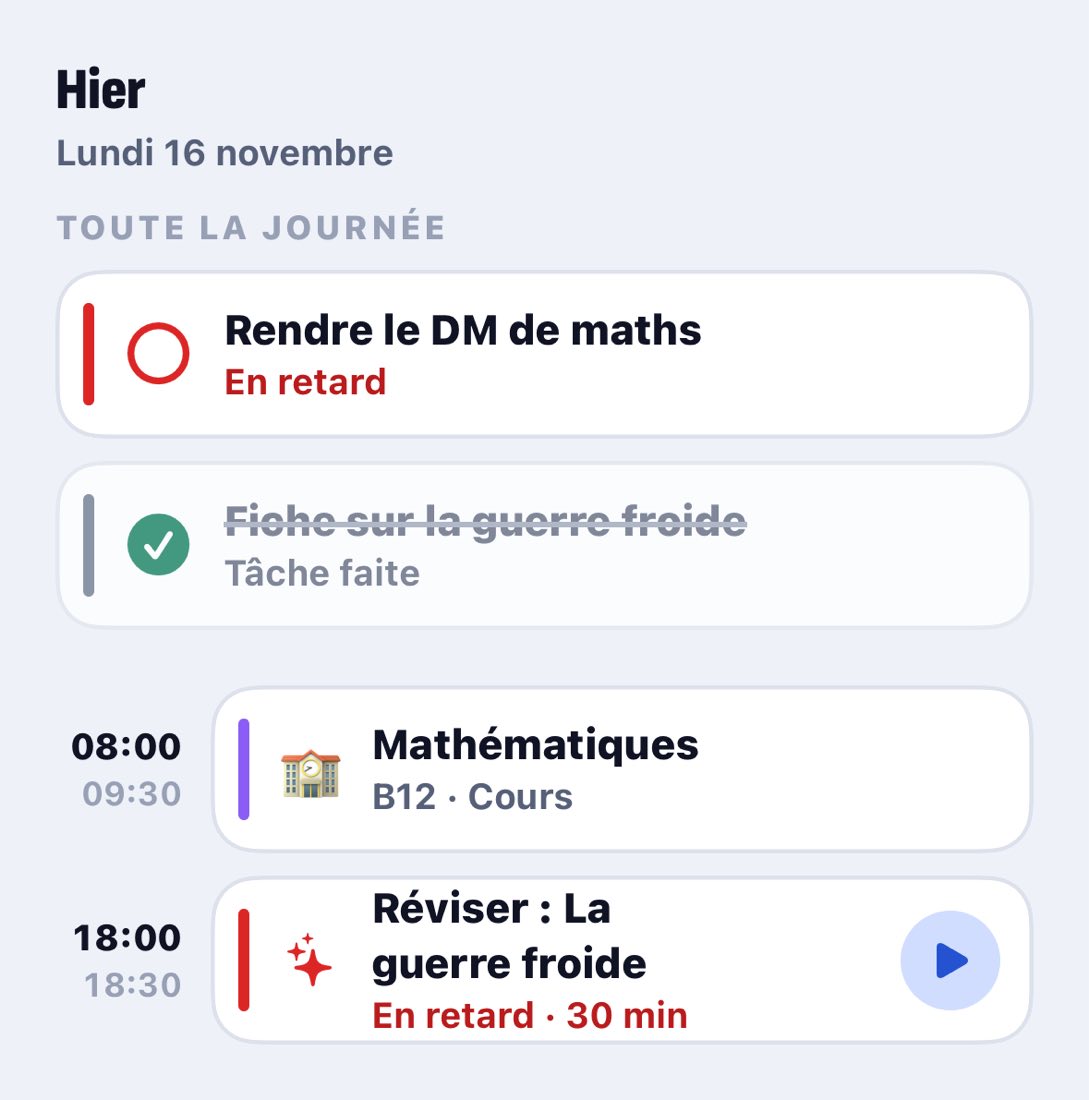 Hier
Lundi 16 novembre
TOUTE LA JOURNÉE
Rendre le DM de maths
En retard
Fiche sur la guerre froide
Tâche faite
08:00
09:30
Mathématiques
B12 · Cours
18:00
18:30
Réviser : La
guerre froide
En retard · 30 min